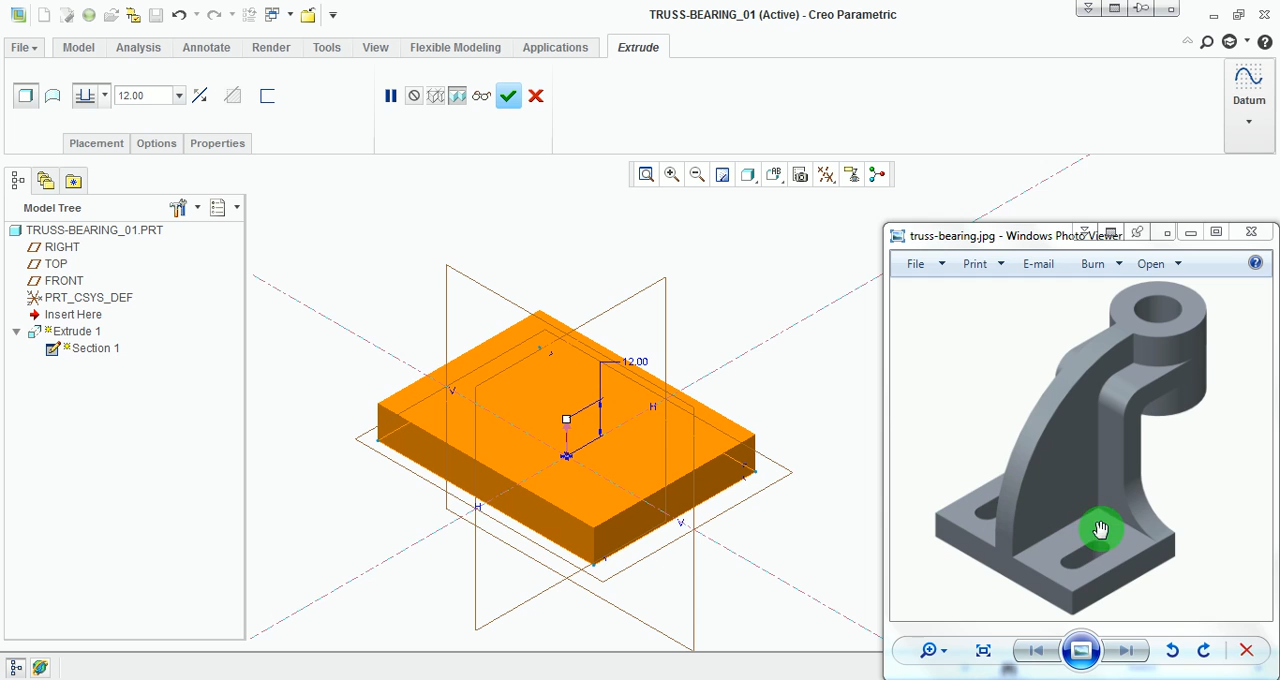 TRUSS-BEARING_01 (Active) - Creo Parametric
File Model Analysis Annotate Render Tools View Flexible Modeling Applications Extrude
12.00
Datum
Placement Options Properties
Model Tree
TRUSS-BEARING_01.PRT
RIGHT
TOP
FRONT
PRT_CSYS_DEF
Insert Here
Extrude 1
Section 1
12.00
V
H
H
V
truss-bearing.jpg - Windows Photo Viewer
File Print E-mail Burn Open